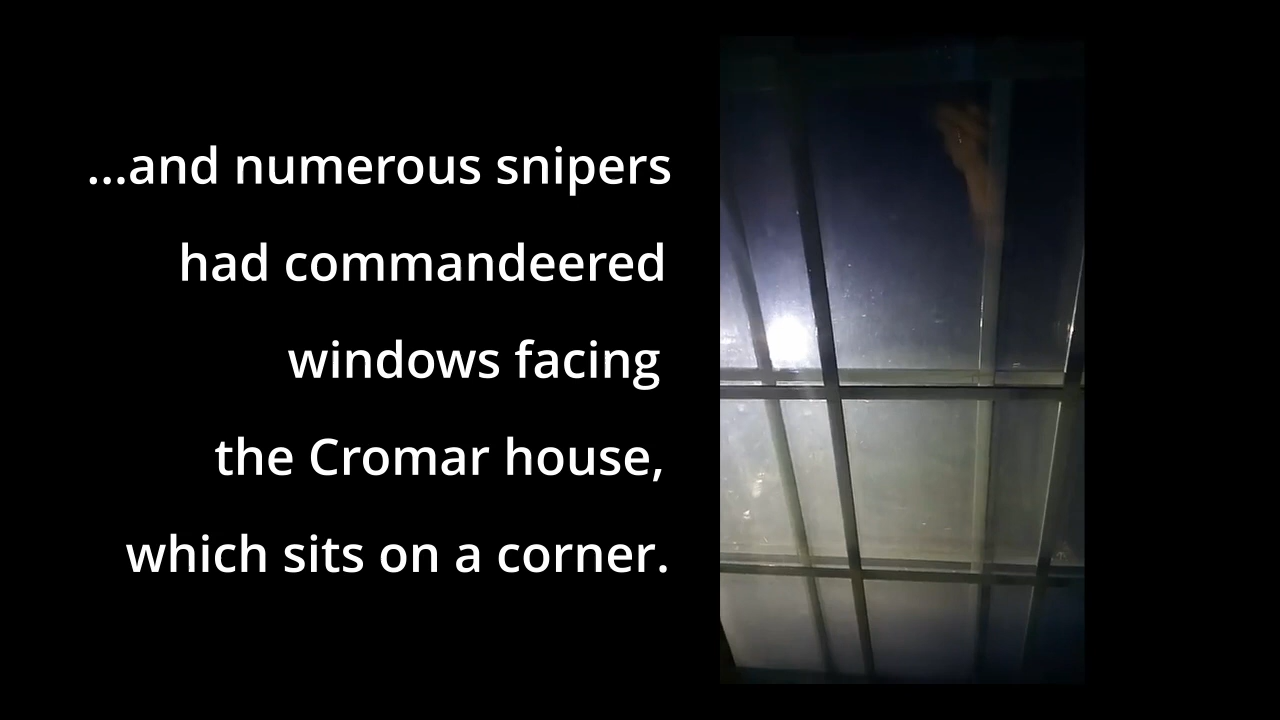 ...and numerous snipers
had commandeered
windows facing
the Cromar house,
which sits on a corner.